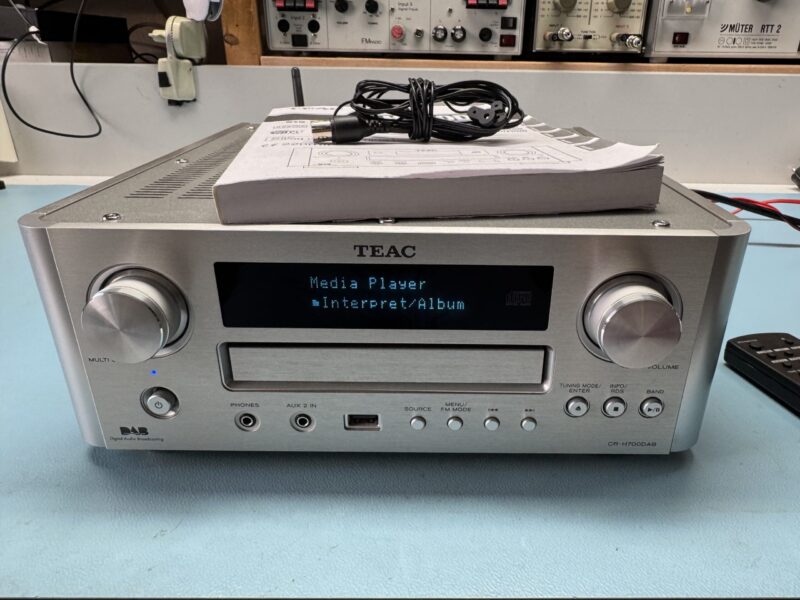 MÜTER RTT 2
TEAC
Media Player
Interpret/Album
VOLUME
TUNING MODE/
ENTER
INFO/
RDS
BAND
PHONES
AUX 2 IN
SOURCE
MENU/
FM MODE
DAB
Digital Audio Broadcasting
CR-H700DAB